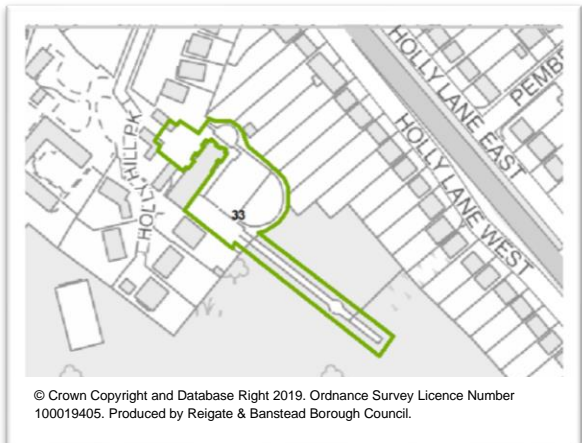 HOLLY LANE EAST
PEMB
HOLLY LANE WEST
HOLLY HILL PK
33
© Crown Copyright and Database Right 2019. Ordnance Survey Licence Number
100019405. Produced by Reigate & Banstead Borough Council.